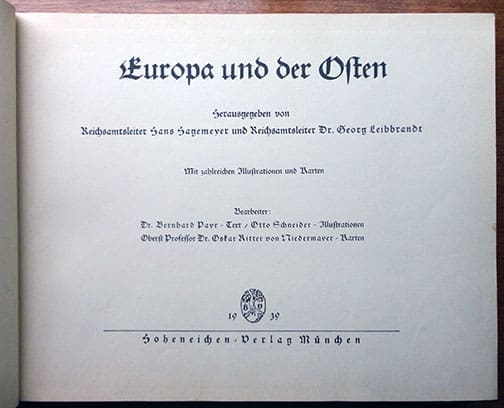 Europa und der Osten
Herausgegeben von
Reichsamtsleiter Hans Hagemeyer und Reichsamtsleiter Dr. Georg Leibbrandt
Mit zahlreichen Illustrationen und Karten
Bearbeiter:
Dr. Bernhard Payr - Text / Otto Schneider - Illustrationen
Oberst Professor Dr. Oskar Ritter von Niedermayer - Karten
19 39
Hoheneichen-Verlag München